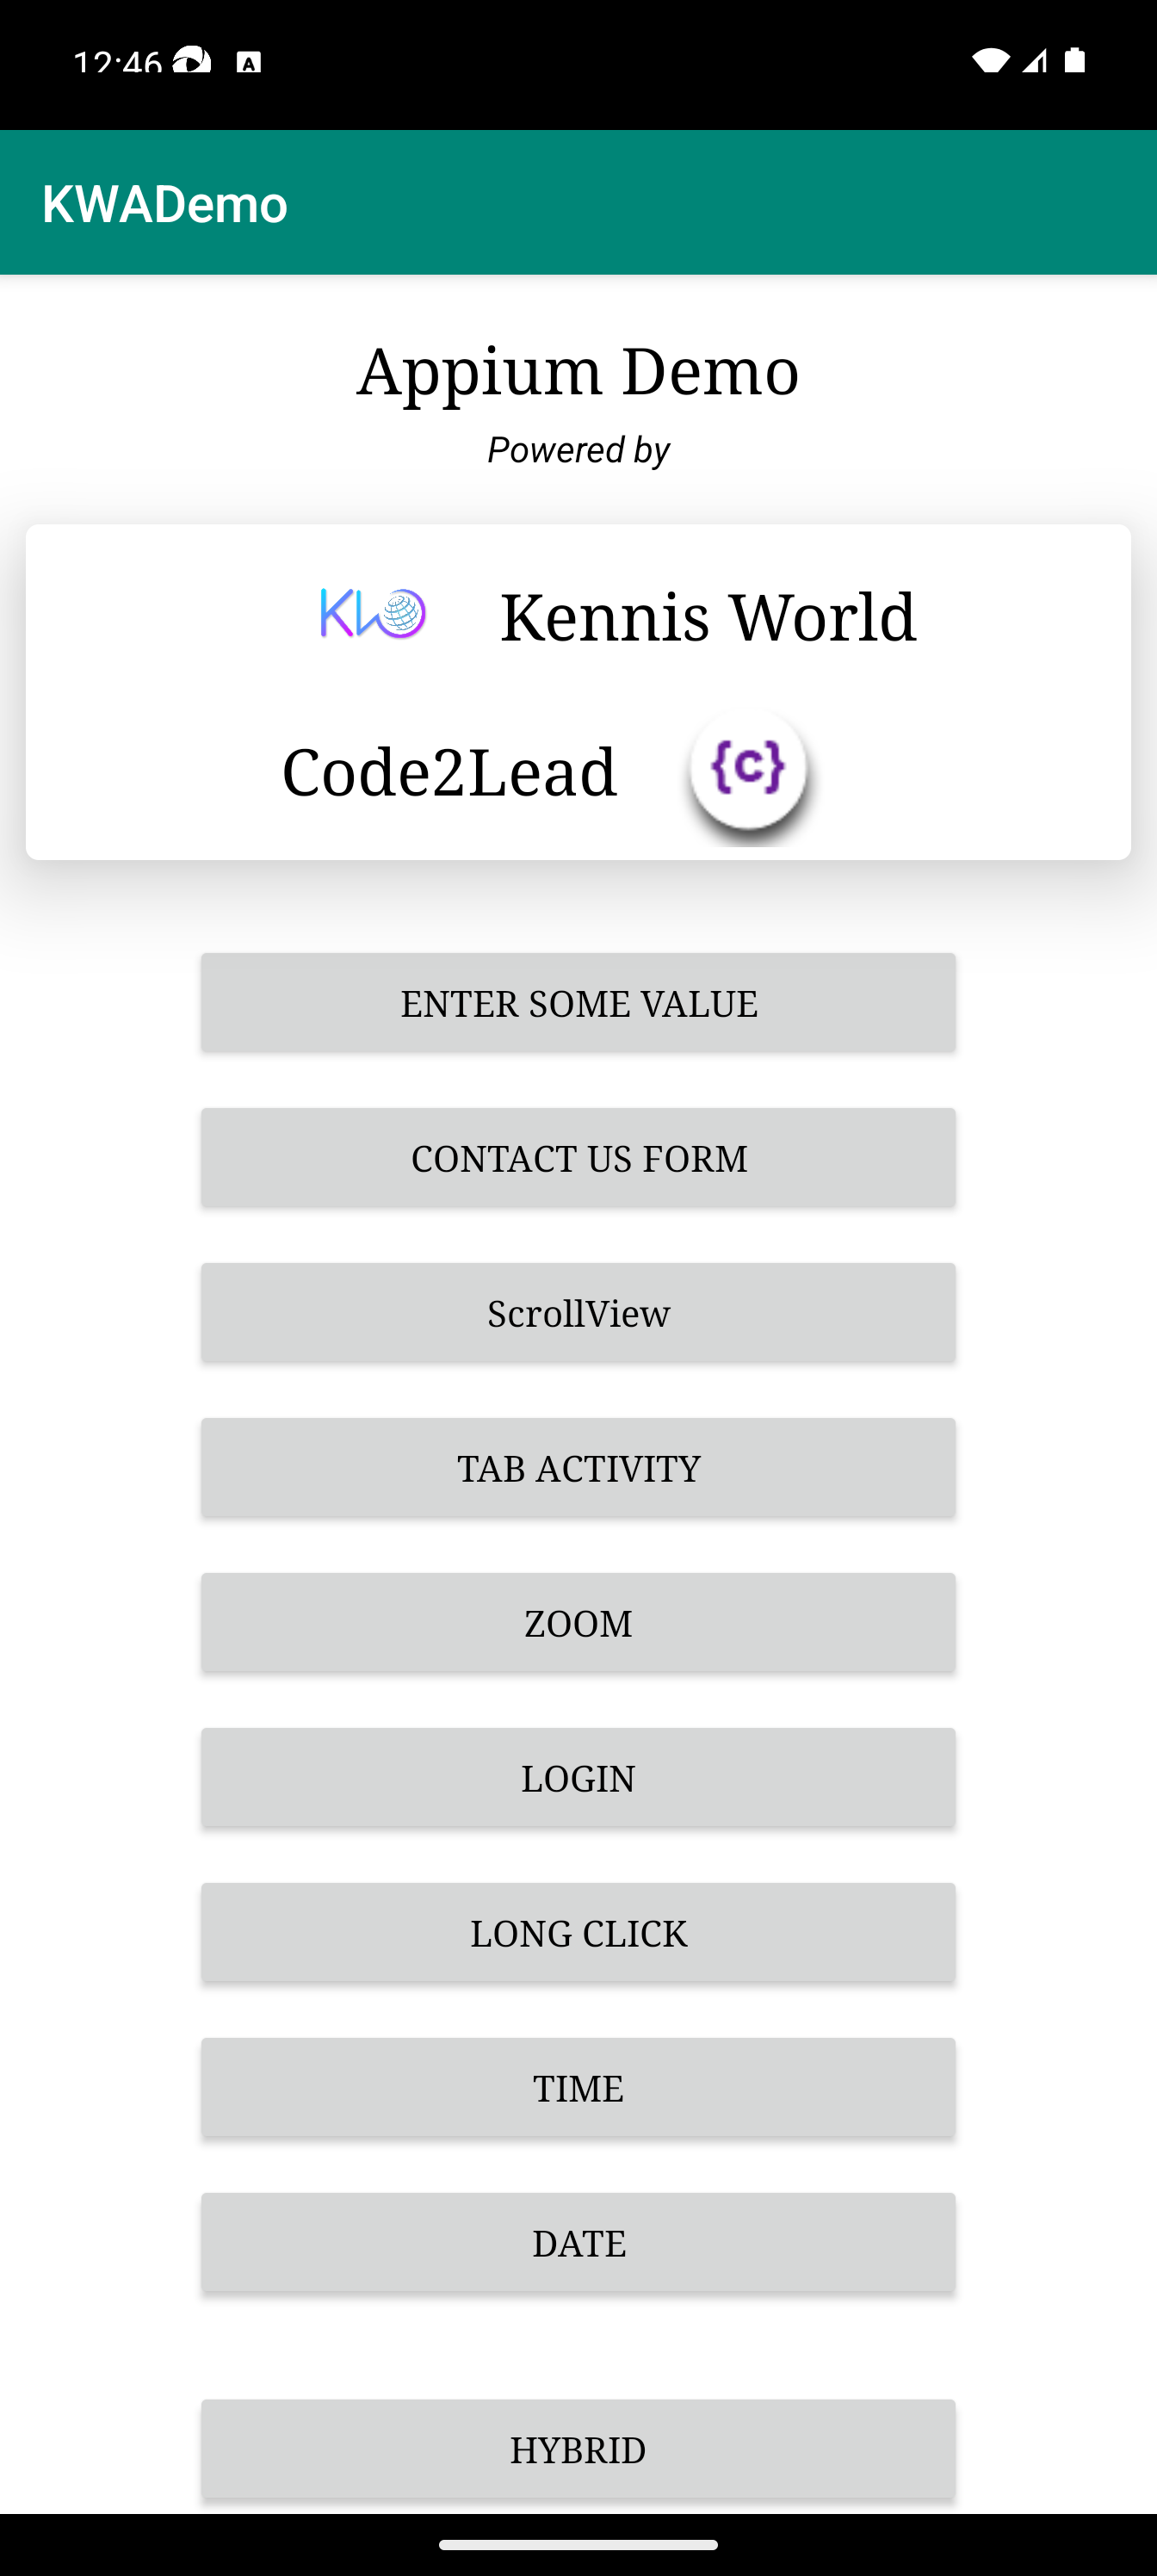 12:46 A
KWADemo
Appium Demo
Powered by
Kennis World
Code2Lead {c}
ENTER SOME VALUE
CONTACT US FORM
ScrollView
TAB ACTIVITY
ZOOM
LOGIN
LONG CLICK
TIME
DATE
HYBRID